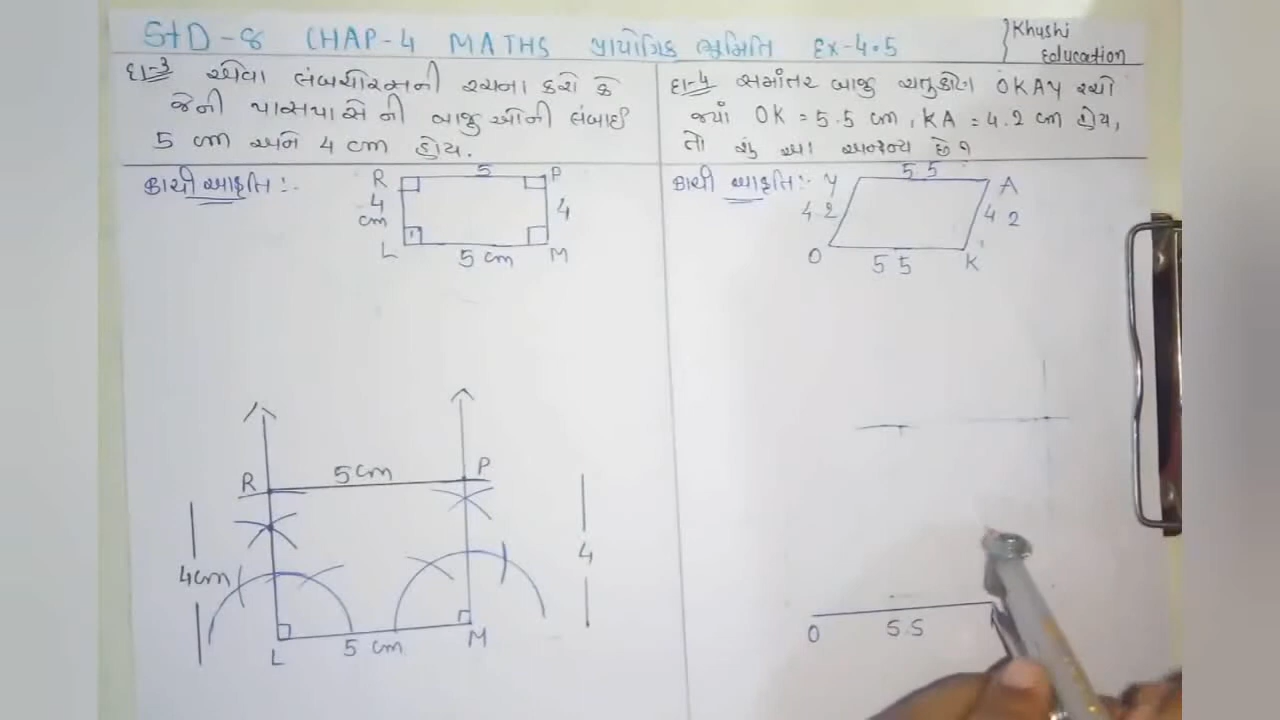 StD-8 CHAP-4 MATHS પ્રાયોગિક ભૂમિતિ Ex-4.5
Khushi
Educection
દા-3 એવા લંબચોરસની રચના કરો કે
જેની પાસપાસે ની બાજુ ઓની લંબાઈ
5 cm અને 4 cm હોય.
કાચી આકૃતિ :-
R 5 P
4 cm 4
L 5 cm M
R 5cm P
4cm 4
L 5 cm M
દા-4 સમાંતર બાજુ ચતુષ્કોણ OKAY રચો
જ્યાં OK = 5.5 cm, KA = 4.2 cm હોય,
તો શું આ અનન્ય છે ?
કાચી આકૃતિ :-
Y 5.5 A
4.2 4.2
O 5.5 K
O 5.5